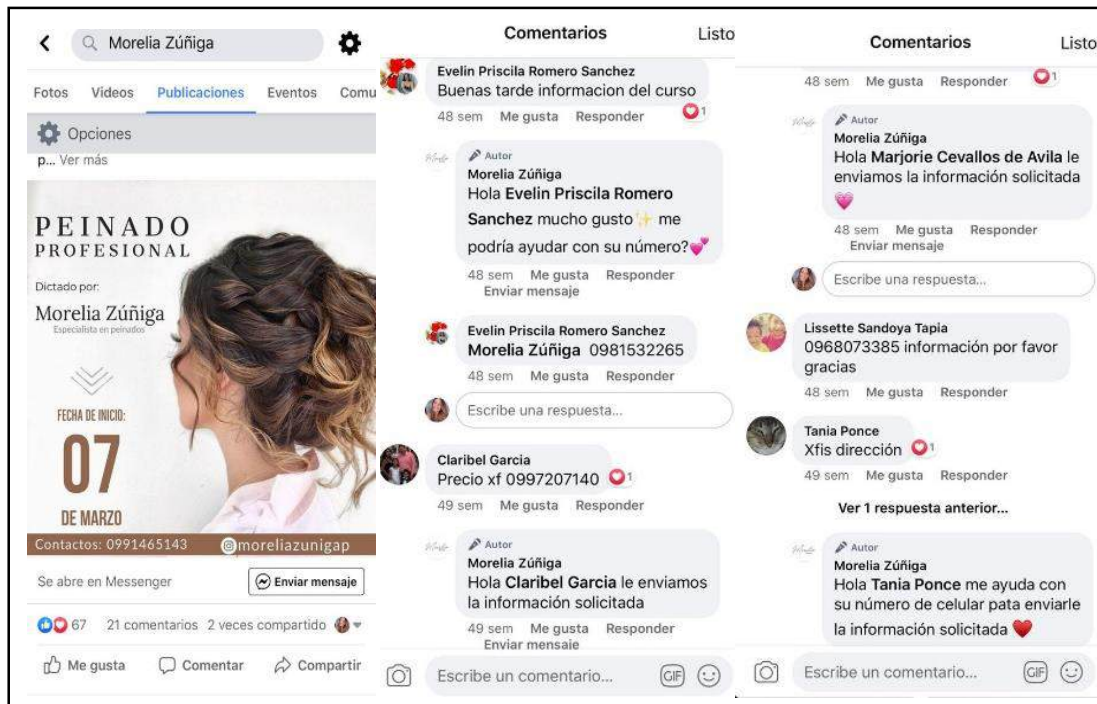 Morelia Zúñiga
Fotos Videos Publicaciones Eventos Comu
Opciones
p... Ver más
PEINADO
PROFESIONAL
Dictado por:
Morelia Zúñiga
Especialista en peinados
FECHA DE INICIO:
07
DE MARZO
Contactos: 0991465143 @moreliazunigap
Se abre en Messenger Enviar mensaje
67 21 comentarios 2 veces compartido
Me gusta Comentar Compartir
Comentarios Listo
Evelin Priscila Romero Sanchez
Buenas tarde informacion del curso
1
48 sem Me gusta Responder
Autor
Morelia Zúñiga
Hola Evelin Priscila Romero
Sanchez mucho gusto✨ me
podría ayudar con su número?💕
48 sem Me gusta Responder
Enviar mensaje
Evelin Priscila Romero Sanchez
Morelia Zúñiga 0981532265
48 sem Me gusta Responder
Escribe una respuesta...
Claribel Garcia
Precio xf 0997207140 1
49 sem Me gusta Responder
Autor
Morelia Zúñiga
Hola Claribel Garcia le enviamos
la información solicitada
49 sem Me gusta Responder
Enviar mensaje
Escribe un comentario... GIF
Comentarios Listo
48 sem Me gusta Responder 1
Autor
Morelia Zúñiga
Hola Marjorie Cevallos de Avila le
enviamos la información solicitada
💗
48 sem Me gusta Responder
Enviar mensaje
Escribe una respuesta...
Lissette Sandoya Tapia
0968073385 información por favor
gracias
48 sem Me gusta Responder
Tania Ponce
Xfis dirección 1
49 sem Me gusta Responder
Ver 1 respuesta anterior...
Autor
Morelia Zúñiga
Hola Tania Ponce me ayuda con
su número de celular pata enviarle
la información solicitada ❤️
Escribe un comentario... GIF